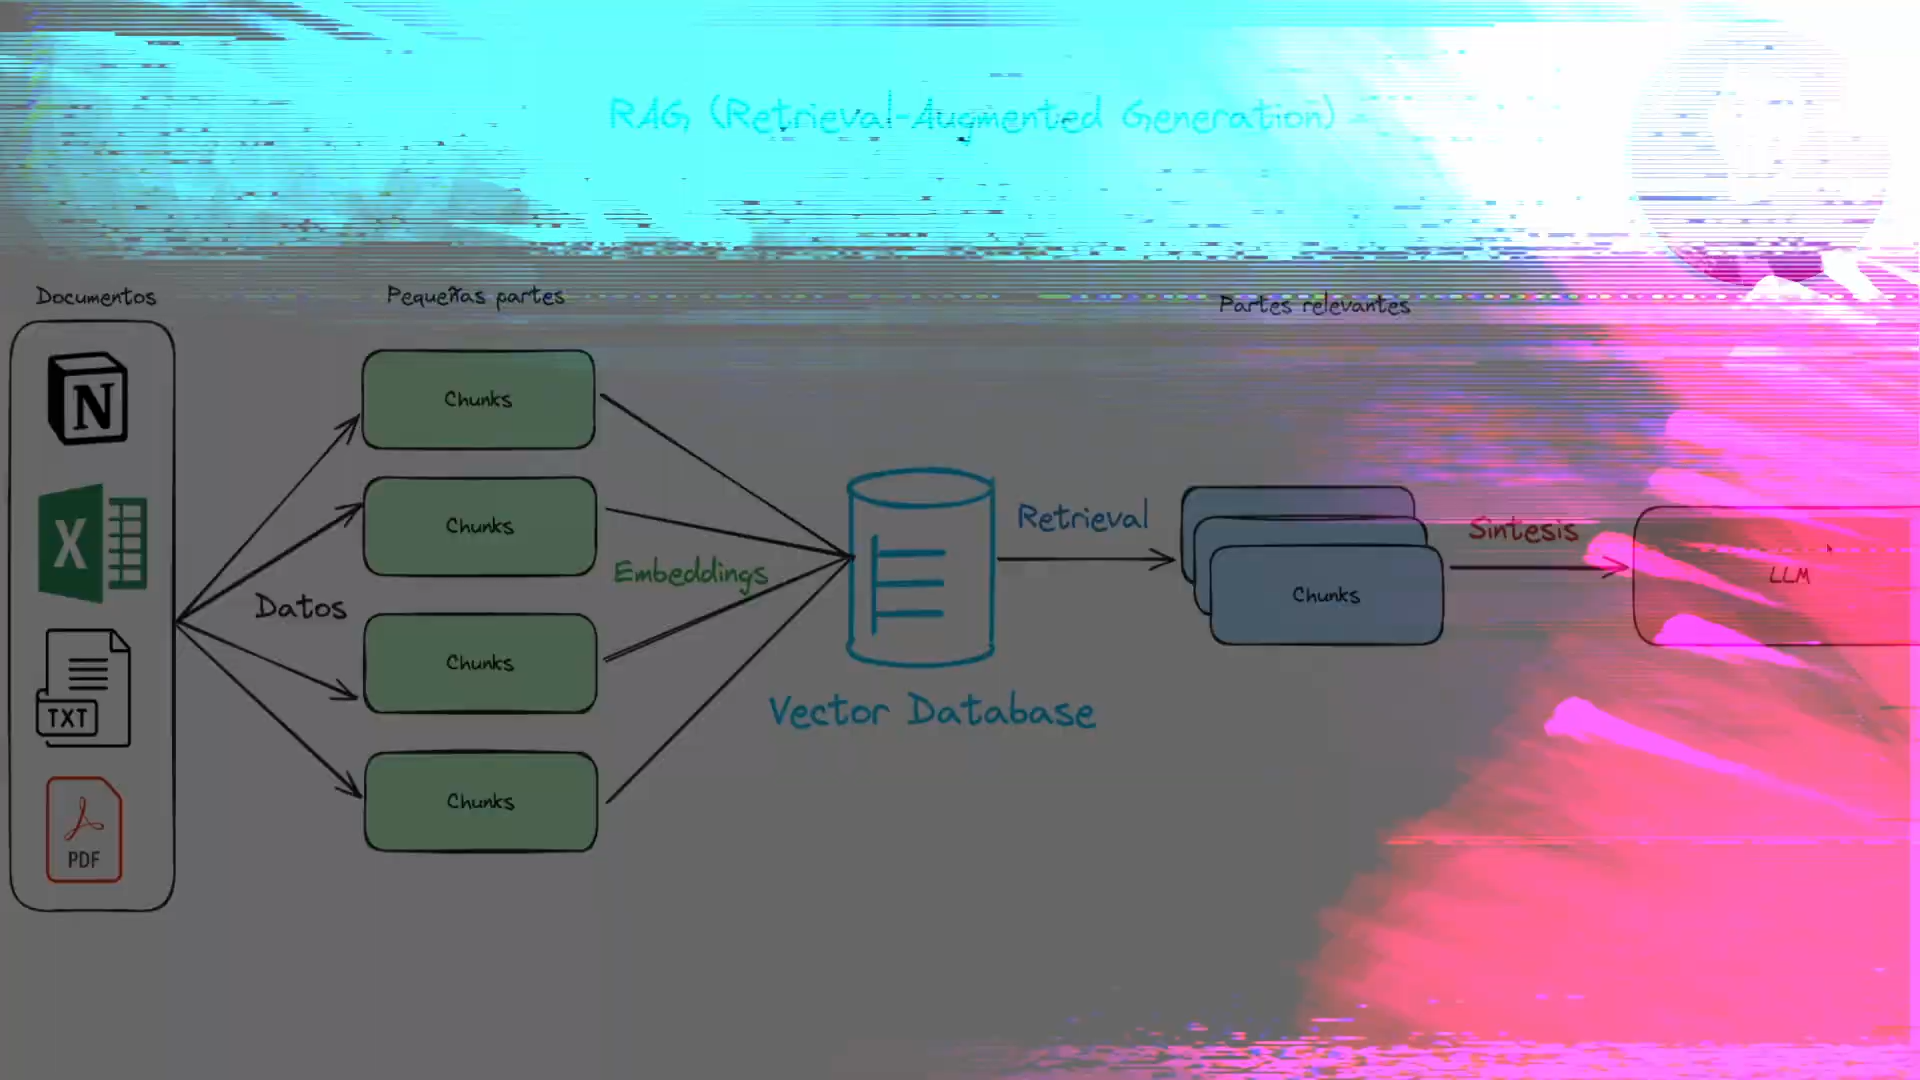 RAG (Retrieval-Augmented Generation)
Documentos
Pequeñas partes
Partes relevantes
N
X
TXT
PDF
Datos
Chunks
Chunks
Chunks
Chunks
Embeddings
Vector Database
Retrieval
Chunks
Sintesis
LLM